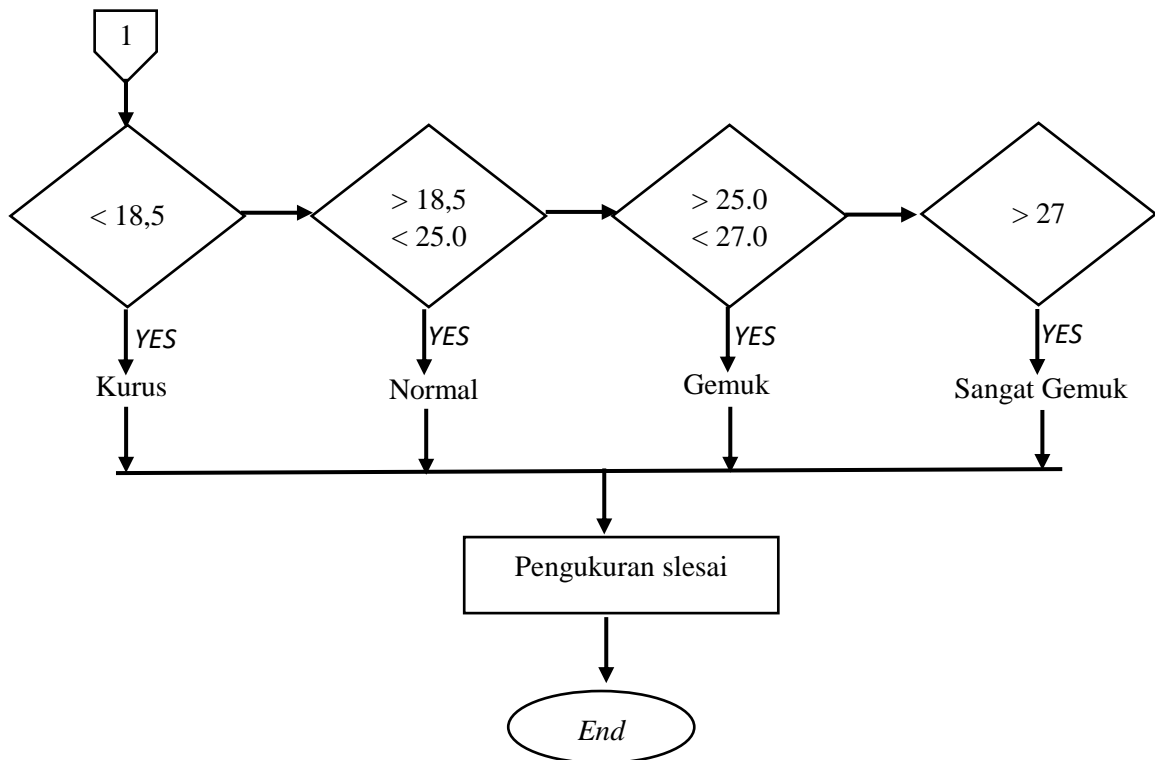 1
< 18,5
> 18,5
< 25.0
> 25.0
< 27.0
> 27
YES
YES
YES
YES
Kurus
Normal
Gemuk
Sangat Gemuk
Pengukuran slesai
End